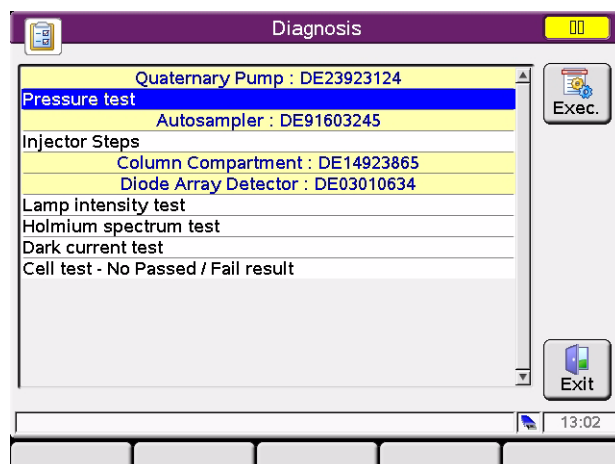 Diagnosis
Quaternary Pump : DE23923124
Pressure test
Autosampler : DE91603245
Injector Steps
Column Compartment : DE14923865
Diode Array Detector : DE03010634
Lamp intensity test
Holmium spectrum test
Dark current test
Cell test - No Passed / Fail result
Exec.
Exit
13:02